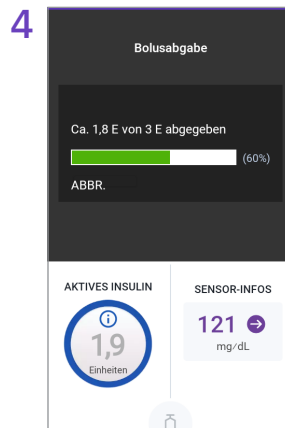 4
Bolusabgabe
Ca. 1,8 E von 3 E abgegeben
(60%)
ABBR.
AKTIVES INSULIN
1,9
Einheiten
SENSOR-INFOS
121
mg/dL